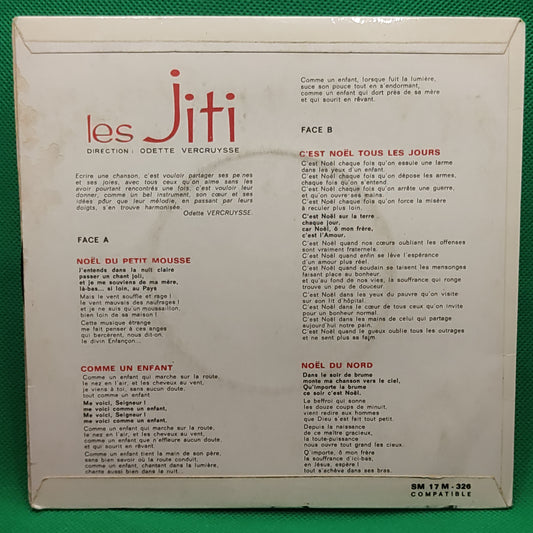 les Jiti
DIRECTION : ODETTE VERCRUYSSE
Ecrire une chanson, c'est vouloir partager ses peines
et ses joies, avec tous ceux qu'on aime sans les
avoir pourtant rencontrés une fois, c'est vouloir leur
donner, comme un bel instrument, son cœur et ses
idées pour que leur mélodie, en passant par leurs
doigts, s'en trouve harmonisée.
Odette VERCRUYSSE.
FACE A
NOËL DU PETIT MOUSSE
J'entends dans la nuit claire
passer un chant joli,
et je me souviens de ma mère,
là-bas... si loin, au Pays
Mais le vent souffle et rage !
le vent mauvais des naufrages !
et je ne suis qu'un moussaillon,
bien loin de sa maison !
Cette musique étrange
me fait penser à ces anges
qui bercèrent, nous dit-on,
le divin Enfançon...
COMME UN ENFANT
Comme un enfant qui marche sur la route,
le nez en l'air, et les cheveux au vent,
je viens à toi, sans aucun doute,
tout comme un enfant
Me voici, Seigneur !
me voici comme un enfant,
Me voici, Seigneur !
me voici comme un enfant,
Comme un enfant qui marche sur la route,
le nez en l'air, et les cheveux au vent,
comme un enfant que n'effleure aucun doute,
et qui sourit en rêvant.
Comme un enfant tient la main de son père,
sans bien savoir où la route conduit,
comme un enfant, chantant dans la lumière,
chante aussi bien dans la nuit
Comme un enfant, lorsque fuit la lumière,
suce son pouce tout en s'endormant,
comme un enfant qui dort près de sa mère
et qui sourit en rêvant.
FACE B
C'EST NOËL TOUS LES JOURS
C'est Noël chaque fois qu'on essuie une larme
dans les yeux d'un enfant.
C'est Noël chaque fois qu'on dépose les armes,
chaque fois qu'on s'entend.
C'est Noël chaque fois qu'on arrête une guerre,
et qu'on ouvre ses mains.
C'est Noël chaque fois qu'on force la misère
à reculer plus loin.
C'est Noël sur la terre
chaque jour,
car Noël, ô mon frère,
c'est l'Amour.
C'est Noël quand nos cœurs oubliant les offenses
sont vraiment fraternels.
C'est Noël quand enfin se lève l'espérance
d'un amour plus réel.
C'est Noël quand soudain se taisent les mensonges
faisant place au bonheur,
et qu'au fond de nos vies, la souffrance qui ronge
trouve un peu de douceur
C'est Noël dans les yeux du pauvre qu'on visite
sur son lit d'hôpital.
C'est Noël dans le cœur de tous ceux qu'on invite
pour un bonheur normal.
C'est Noël dans les mains de celui qui partage
aujourd'hui notre pain.
C'est Noël quand le gueux oublie tous les outrages
et ne sent plus sa faim
NOËL DU NORD
Dans le soir de brume
monte ma chanson vers le ciel,
Qu'importe la brume
ce soir c'est Noël.
Le beffroi qui sonne
les douze coups de minuit,
vient redire aux hommes
que Dieu s'est fait tout petit.
Depuis la naissance
de ce maître gracieux,
la toute-puissance
nous ouvre tout grand les cieux.
Q'importe, ô mon frère
la souffrance d'ici-bas,
en Jésus, espère !
tout s'achève dans ses bras.
SM 17 M - 326
COMPATIBLE